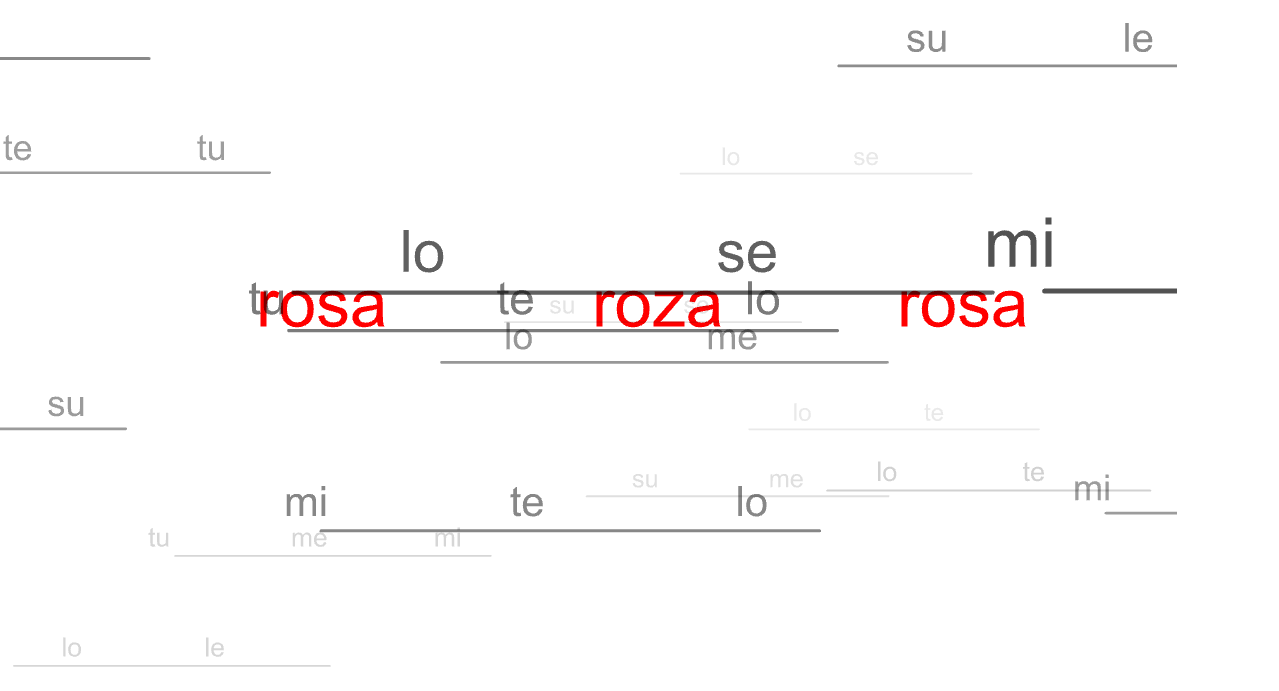 su le
te tu
lo se
lo se mi
tu te su se lo
rosa roza rosa
lo me
su
lo te
lo te
su me
mi
mi te lo
tu me mi
lo le